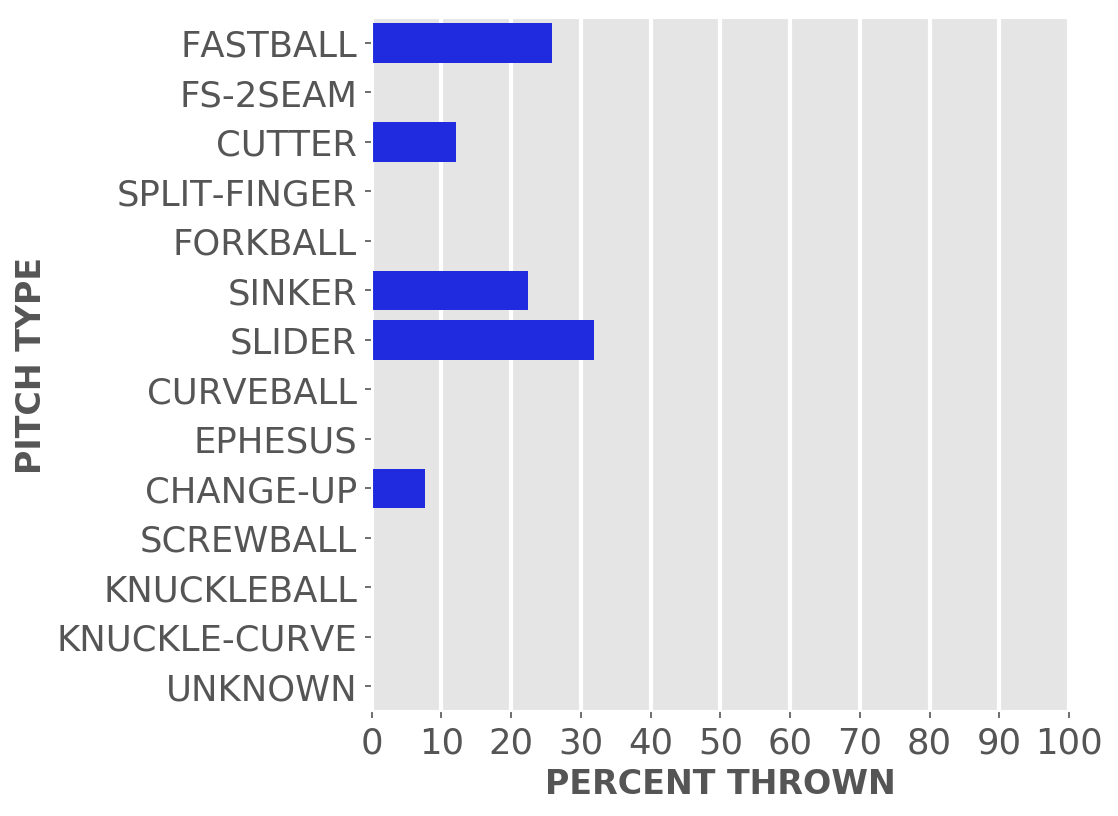 FASTBALL
FS-2SEAM
CUTTER
SPLIT-FINGER
FORKBALL
SINKER
SLIDER
CURVEBALL
EPHESUS
CHANGE-UP
SCREWBALL
KNUCKLEBALL
KNUCKLE-CURVE
UNKNOWN
PITCH TYPE
0 10 20 30 40 50 60 70 80 90 100
PERCENT THROWN